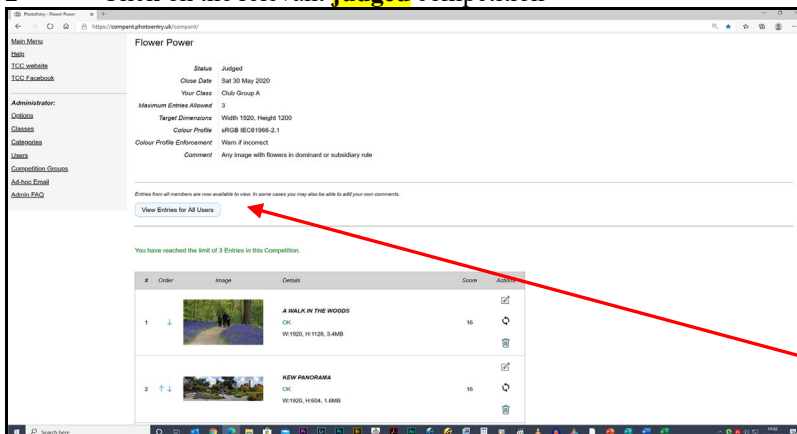 2 Click on the relevant judged competition
PhotoEntry - Flower Power
https://compent.photoentry.uk/compent/
Main Menu
Help
TCC website
TCC Facebook
Administrator:
Options
Classes
Categories
Users
Competition Groups
Ad-hoc Email
Admin FAQ
Flower Power
Status Judged
Close Date Sat 30 May 2020
Your Class Club Group A
Maximum Entries Allowed 3
Target Dimensions Width 1920, Height 1200
Colour Profile sRGB IEC61966-2.1
Colour Profile Enforcement Warn if incorrect
Comment Any image with flowers in dominant or subsidiary role
Entries from all members are now available to view. In some cases you may also be able to add your own comments.
View Entries for All Users
You have reached the limit of 3 Entries in this Competition.
# Order Image Details Score Actions
A WALK IN THE WOODS
1 OK 16
W:1920, H:1126, 3.4MB
KEW PANORAMA
2 OK 16
W:1920, H:604, 1.6MB
Search here